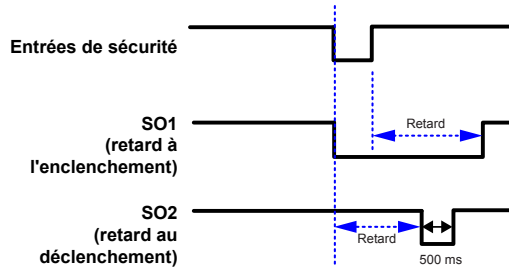 Entrées de sécurité
SO1
(retard à
l'enclenchement)
Retard
SO2
(retard au
déclenchement)
Retard
500 ms